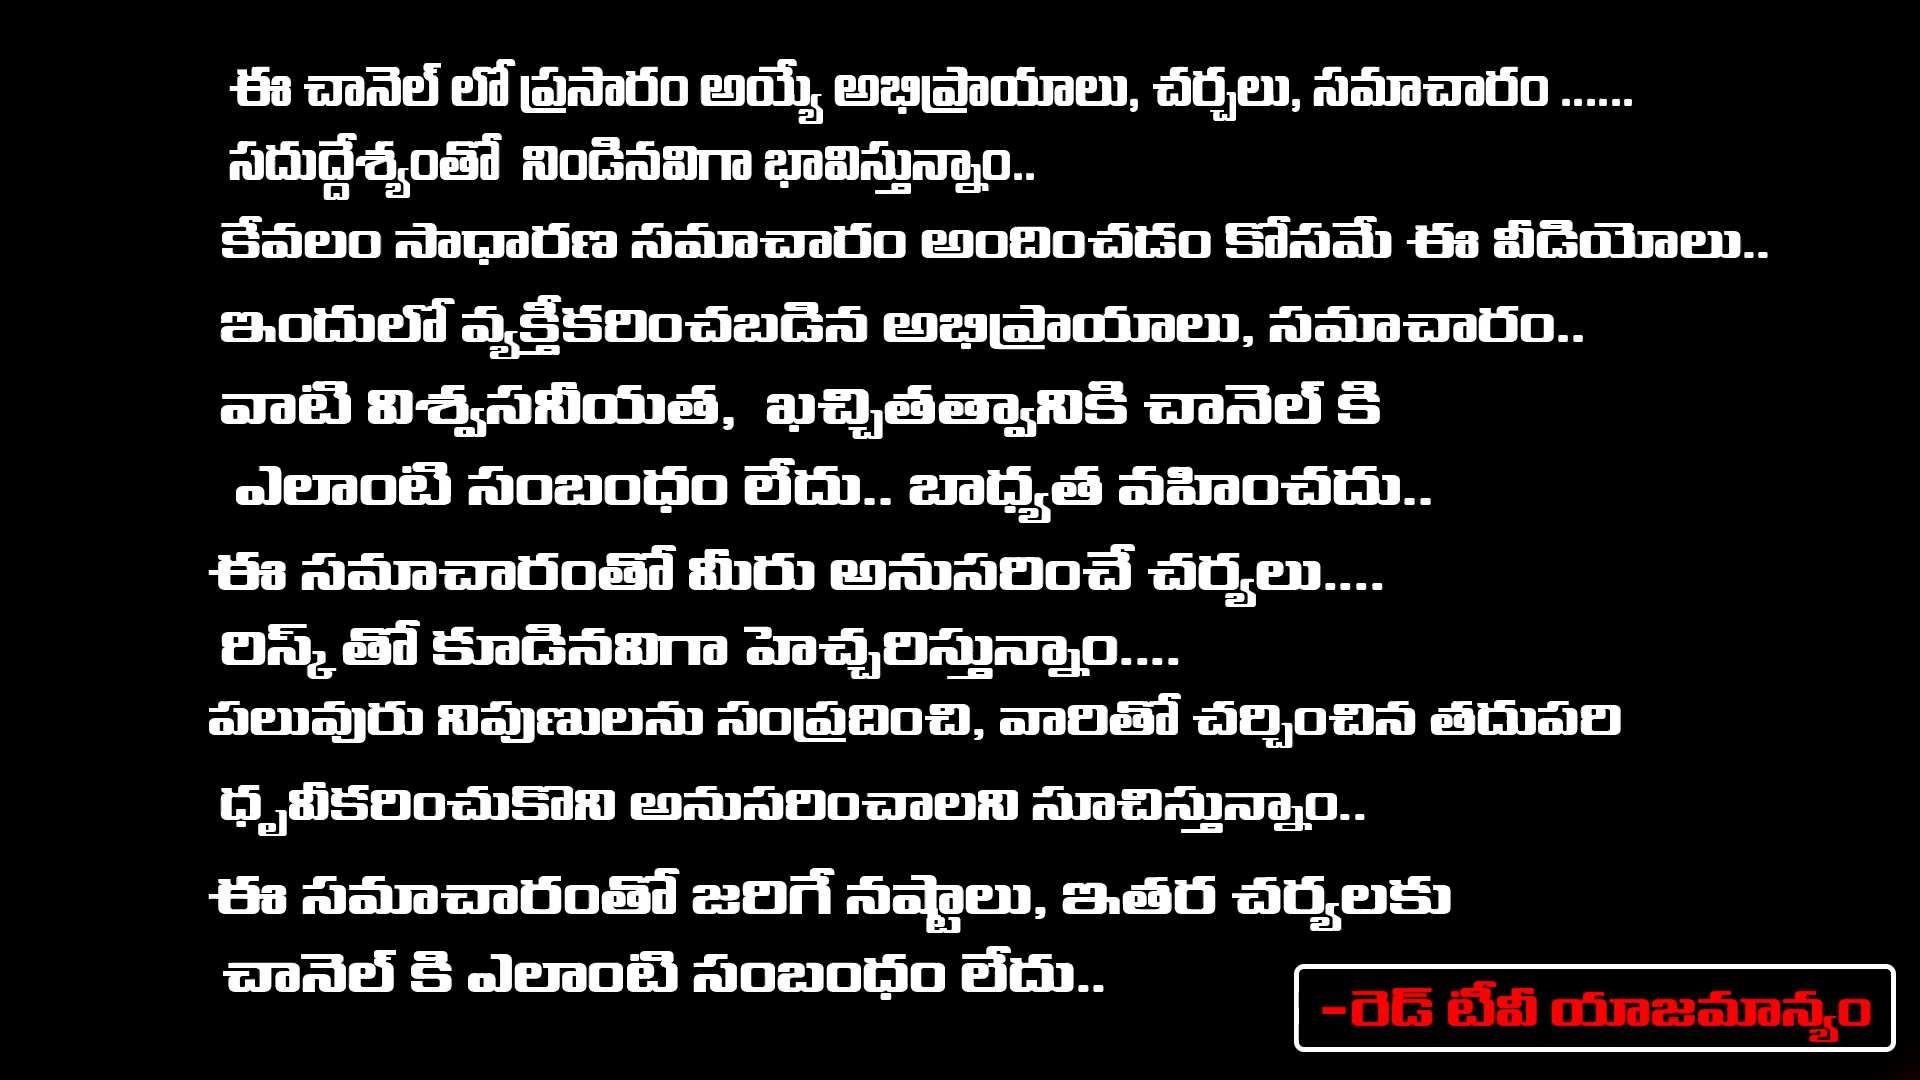 ఈ చానెల్ లో ప్రసారం అయ్యే అభిప్రాయాలు, చర్చలు, సమాచారం ......
సదుద్దేశ్యంతో నిండినవిగా భావిస్తున్నాం..
కేవలం సాధారణ సమాచారం అందించడం కోసమే ఈ వీడియోలు..
ఇందులో వ్యక్తీకరించబడిన అభిప్రాయాలు, సమాచారం..
వాటి విశ్వసనీయత, ఖచ్చితత్వానికి చానెల్ కి
ఎలాంటి సంబంధం లేదు.. బాధ్యత వహించదు..
ఈ సమాచారంతో మీరు అనుసరించే చర్యలు....
రిస్క్ తో కూడినవిగా హెచ్చరిస్తున్నాం....
పలువురు నిపుణులను సంప్రదించి, వారితో చర్చించిన తదుపరి
ధృవీకరించుకొని అనుసరించాలని సూచిస్తున్నాం..
ఈ సమాచారంతో జరిగే నష్టాలు, ఇతర చర్యలకు
చానెల్ కి ఎలాంటి సంబంధం లేదు..
-రెడ్ టీవీ యాజమాన్యం